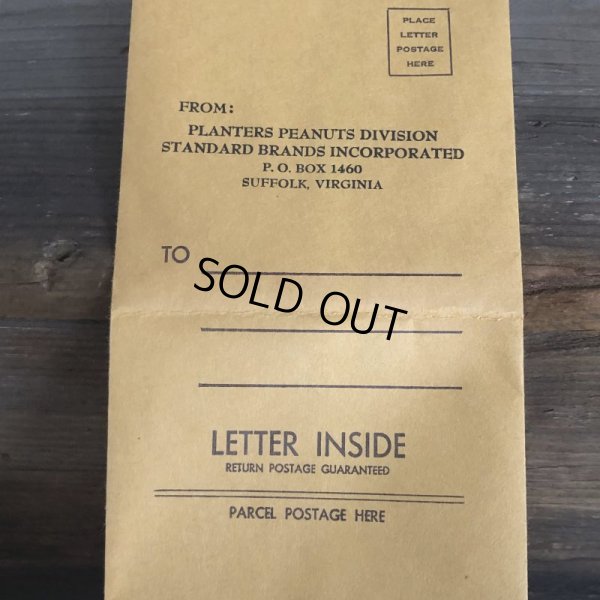 PLACE
LETTER
POSTAGE
HERE
FROM:
PLANTERS PEANUTS DIVISION
STANDARD BRANDS INCORPORATED
P. O. BOX 1460
SUFFOLK, VIRGINIA
TO
SOLD OUT
LETTER INSIDE
RETURN POSTAGE GUARANTEED
PARCEL POSTAGE HERE